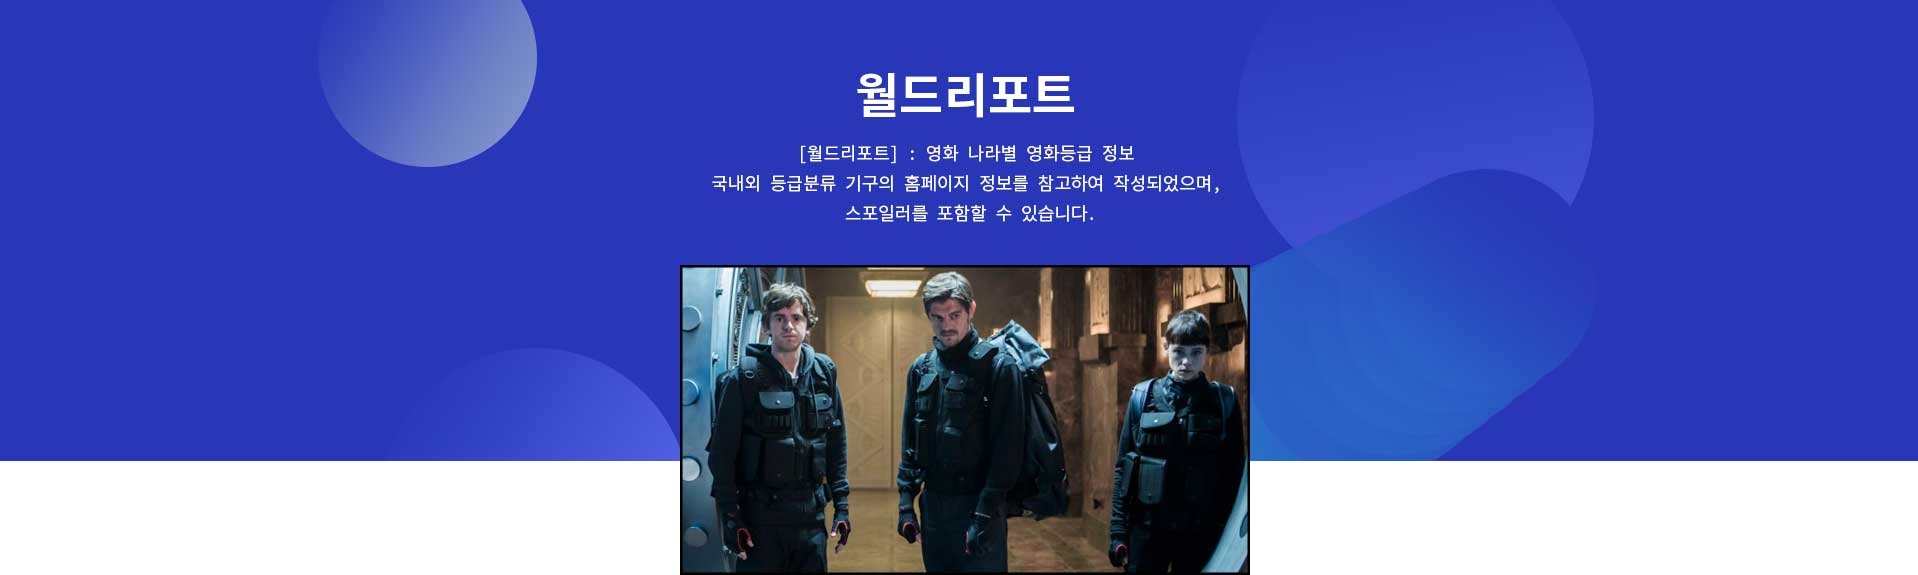 월드리포트
[월드리포트] : 영화 나라별 영화등급 정보
국내외 등급분류 기구의 홈페이지 정보를 참고하여 작성되었으며,
스포일러를 포함할 수 있습니다.